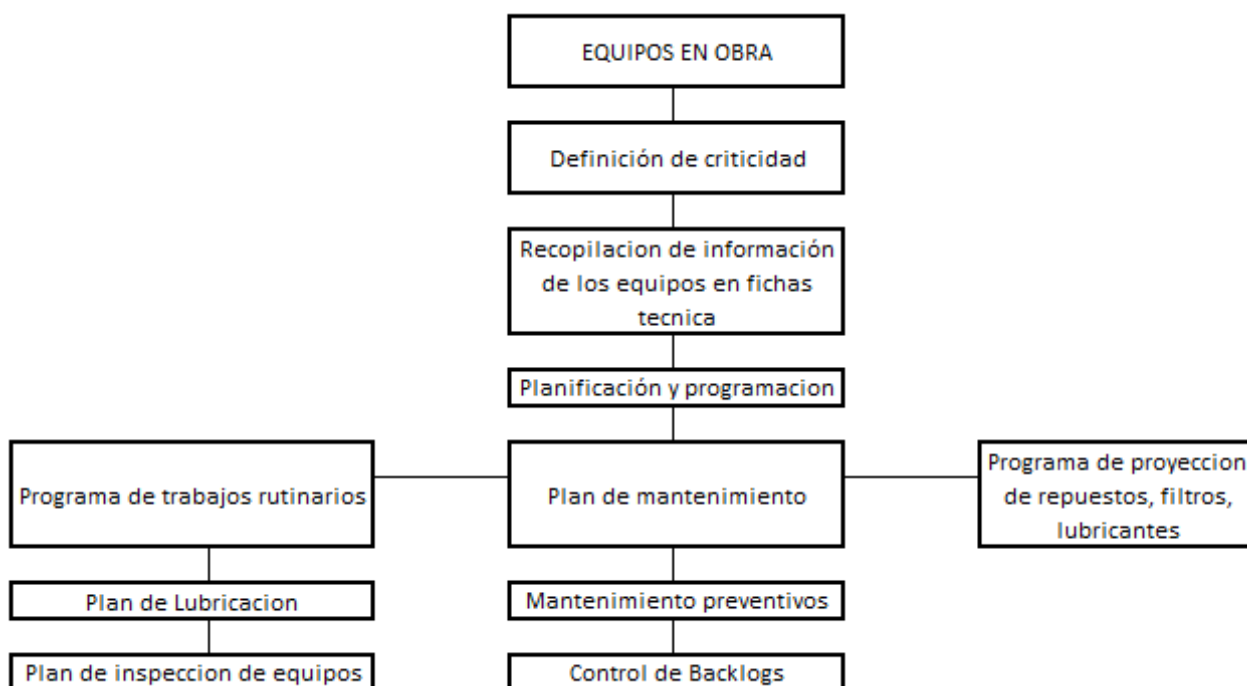 EQUIPOS EN OBRA
Definición de criticidad
Recopilacion de información
de los equipos en fichas
tecnica
Planificación y programacion
Programa de trabajos rutinarios
Plan de mantenimiento
Programa de proyeccion
de repuestos, filtros,
lubricantes
Plan de Lubricacion
Mantenimiento preventivos
Plan de inspeccion de equipos
Control de Backlogs